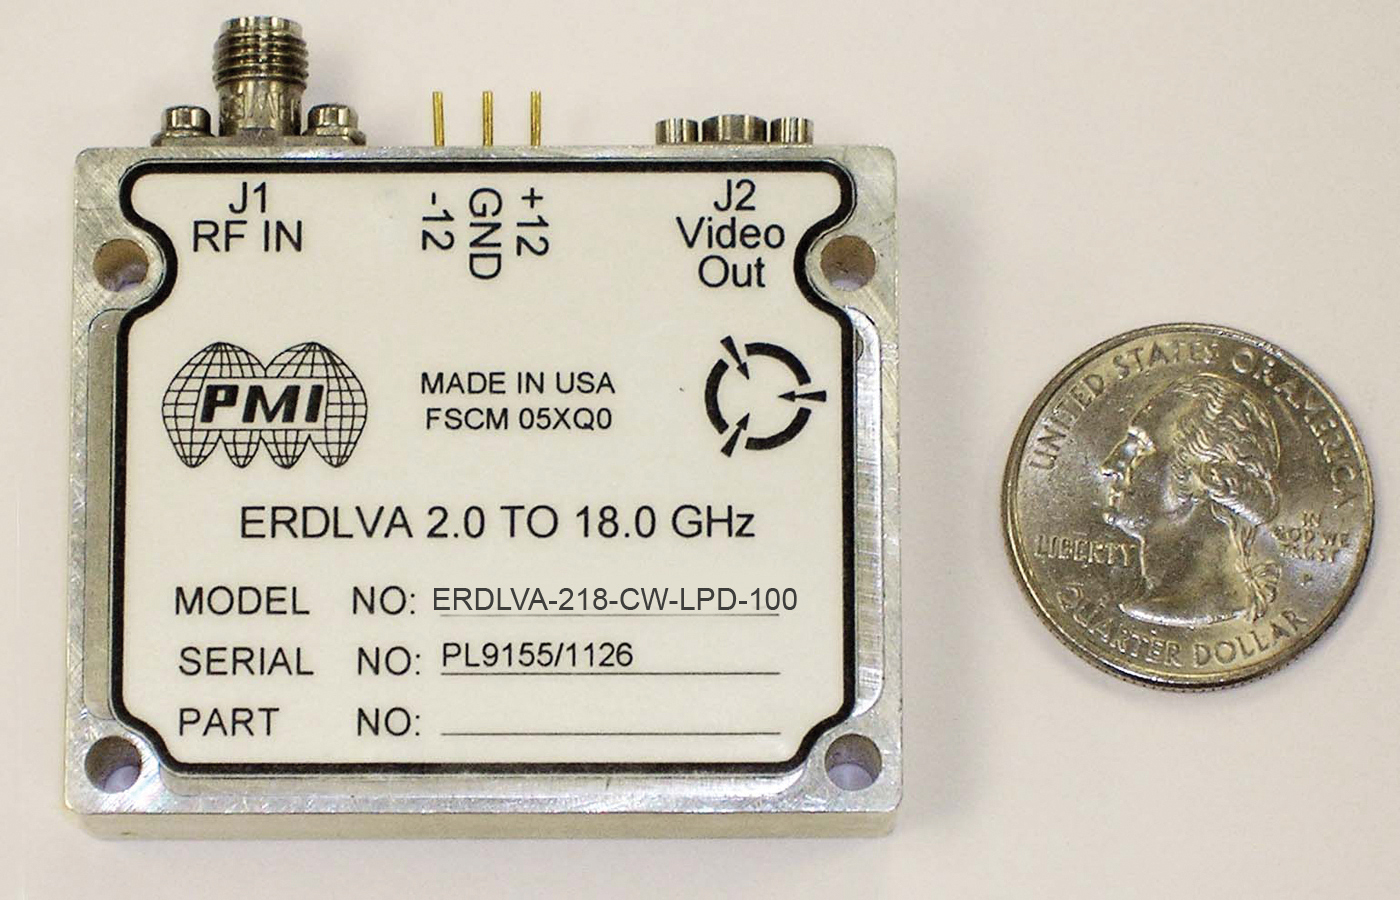 J1
RF IN
-12
GND
+12
J2
Video
Out
PMI
MADE IN USA
FSCM 05XQ0
ERDLVA 2.0 TO 18.0 GHz
MODEL NO: ERDLVA-218-CW-LPD-100
SERIAL NO: PL9155/1126
PART NO:
UNITED STATES OF AMERICA
LIBERTY
IN
GOD WE
TRUST
P
QUARTER DOLLAR